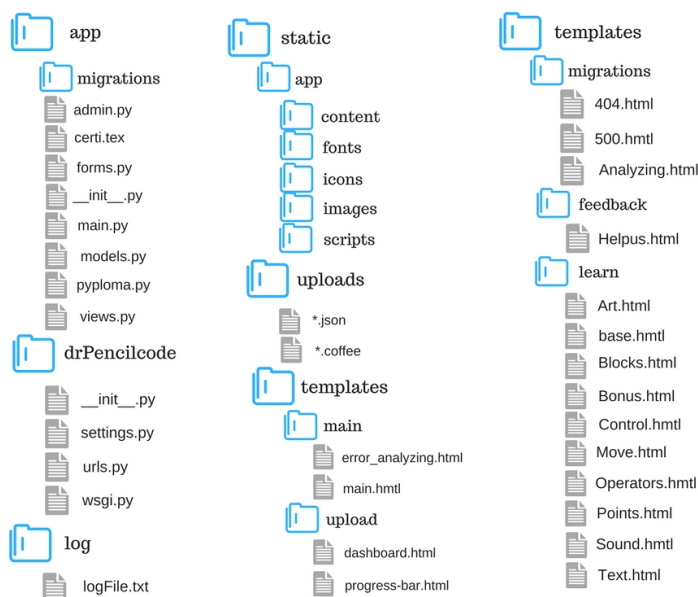 app
migrations
admin.py
certi.tex
forms.py
__init__.py
main.py
models.py
pyploma.py
views.py
drPencilcode
__init__.py
settings.py
urls.py
wsgi.py
log
logFile.txt
static
app
content
fonts
icons
images
scripts
uploads
*.json
*.coffee
templates
main
error_analyzing.html
main.hmtl
upload
dashboard.html
progress-bar.html
templates
migrations
404.html
500.hmtl
Analyzing.html
feedback
Helpus.html
learn
Art.html
base.hmtl
Blocks.html
Bonus.html
Control.hmtl
Move.html
Operators.hmtl
Points.html
Sound.hmtl
Text.html